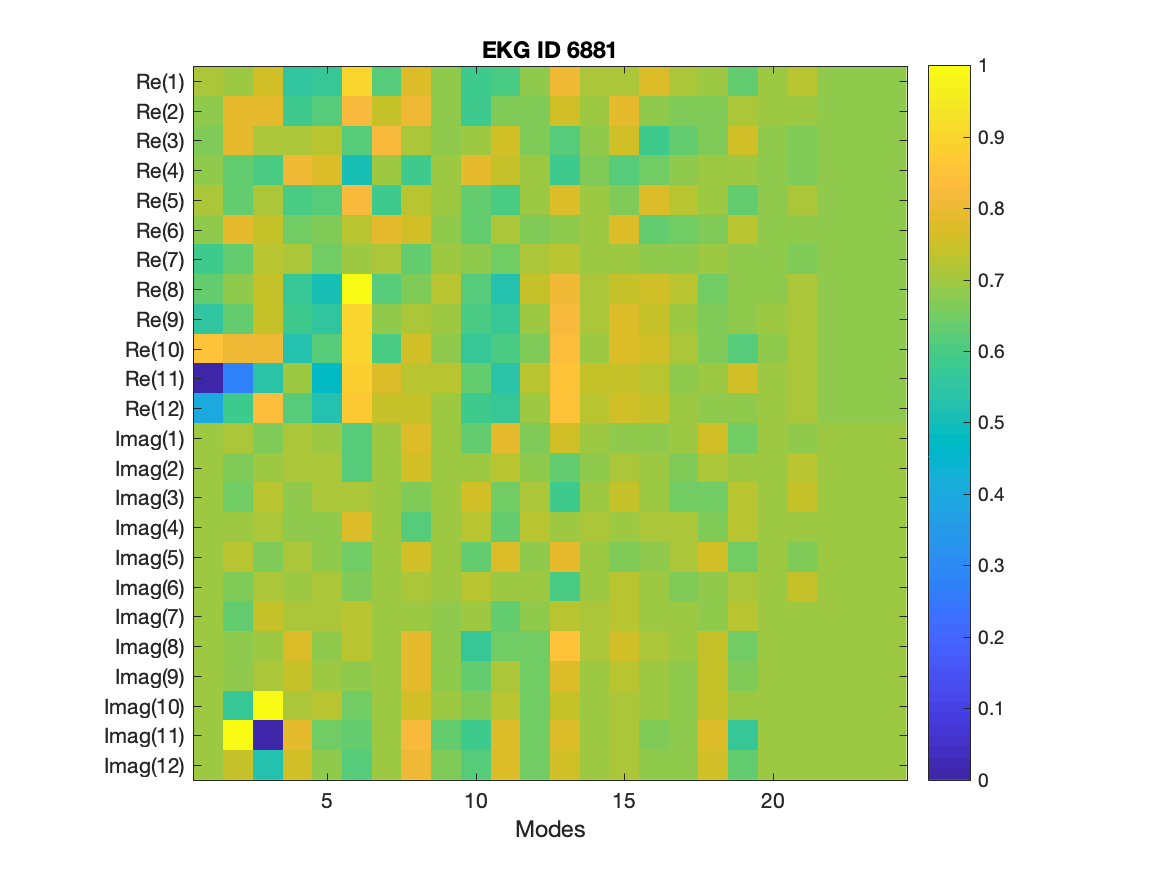 EKG ID 6881
Re(1)
Re(2)
Re(3)
Re(4)
Re(5)
Re(6)
Re(7)
Re(8)
Re(9)
Re(10)
Re(11)
Re(12)
Imag(1)
Imag(2)
Imag(3)
Imag(4)
Imag(5)
Imag(6)
Imag(7)
Imag(8)
Imag(9)
Imag(10)
Imag(11)
Imag(12)
5 10 15 20
Modes
1
0.9
0.8
0.7
0.6
0.5
0.4
0.3
0.2
0.1
0